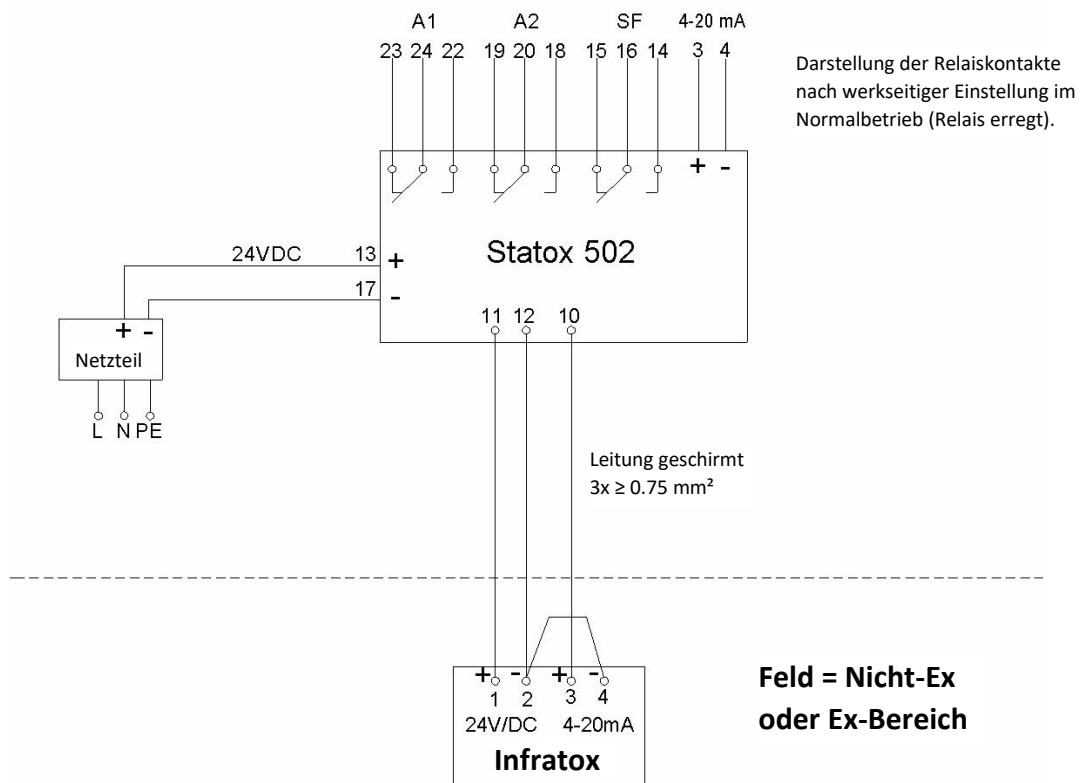 A1 A2 SF 4-20 mA
23 24 22 19 20 18 15 16 14 3 4
Darstellung der Relaiskontakte
nach werkseitiger Einstellung im
Normalbetrieb (Relais erregt).
+ -
Statox 502
24VDC 13 +
17 -
11 12 10
+ -
Netzteil
L N PE
Leitung geschirmt
3x ≥ 0.75 mm²
+ - + -
1 2 3 4
24V/DC 4-20mA
Infratox
Feld = Nicht-Ex
oder Ex-Bereich